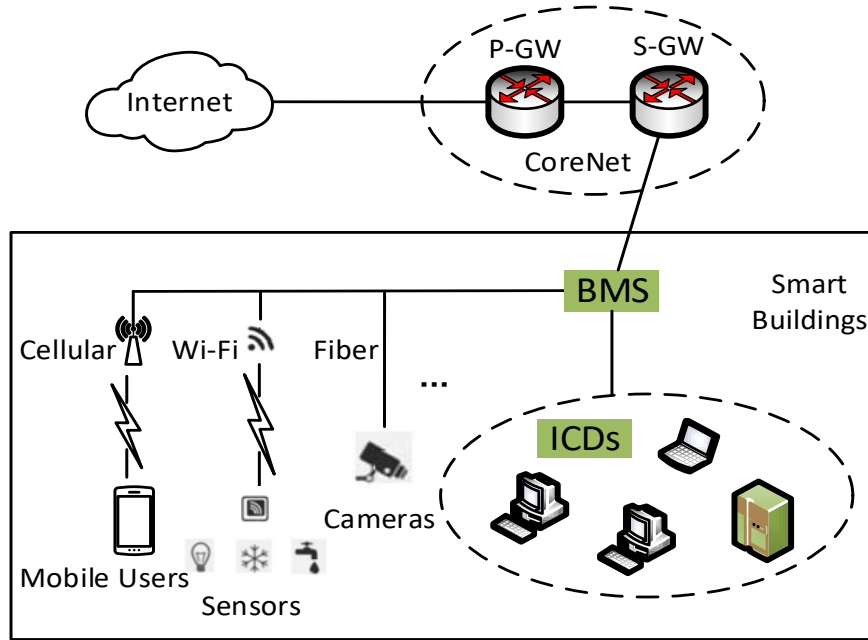 P-GW
S-GW
Internet
CoreNet
BMS
Smart
Buildings
Cellular
Wi-Fi
Fiber
...
ICDs
Cameras
Mobile Users
Sensors